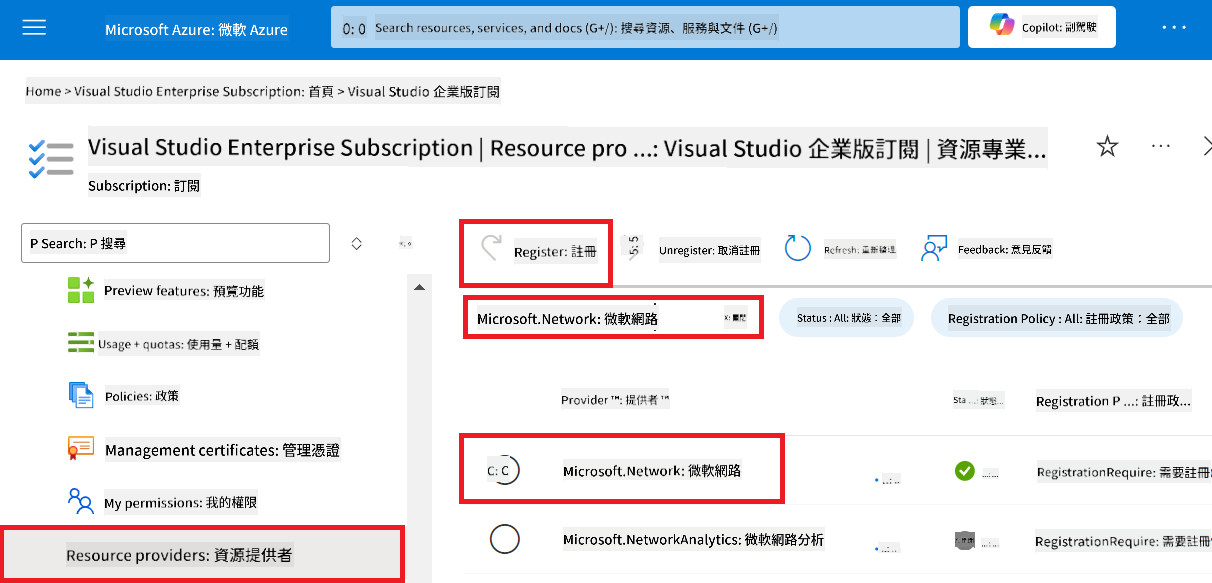 Microsoft Azure: 微軟 Azure
0: 0 Search resources, services, and docs (G+/): 搜尋資源、服務與文件 (G+/)
Copilot: 副駕駛
Home > Visual Studio Enterprise Subscription: 首頁 > Visual Studio 企業版訂閱
Visual Studio Enterprise Subscription | Resource pro ...: Visual Studio 企業版訂閱 | 資源專業...
Subscription: 訂閱
P Search: P 搜尋
Register: 註冊
5: 5
Unregister: 取消註冊
Refresh: 重新整理
Feedback: 意見反饋
Preview features: 預覽功能
Usage + quotas: 使用量 + 配額
Policies: 政策
Management certificates: 管理憑證
My permissions: 我的權限
Resource providers: 資源提供者
Microsoft.Network: 微軟網路
X: 關閉
Status : All: 狀態：全部
Registration Policy : All: 註冊政策：全部
Provider ™: 提供者 ™
Sta ...: 狀態...
Registration P ...: 註冊政...
C: C
Microsoft.Network: 微軟網路
RegistrationRequire: 需要註冊
Microsoft.NetworkAnalytics: 微軟網路分析
RegistrationRequire: 需要註冊